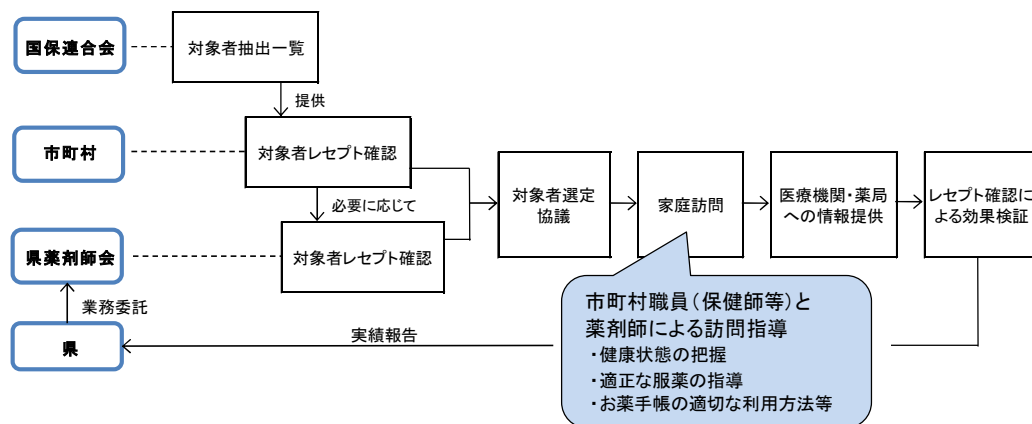 国保連合会
対象者抽出一覧
提供
市町村
対象者レセプト確認
必要に応じて
県薬剤師会
対象者レセプト確認
対象者選定
協議
家庭訪問
医療機関・薬局
への情報提供
レセプト確認に
よる効果検証
業務委託
県
実績報告
市町村職員(保健師等)と
薬剤師による訪問指導
・健康状態の把握
・適正な服薬の指導
・お薬手帳の適切な利用方法等